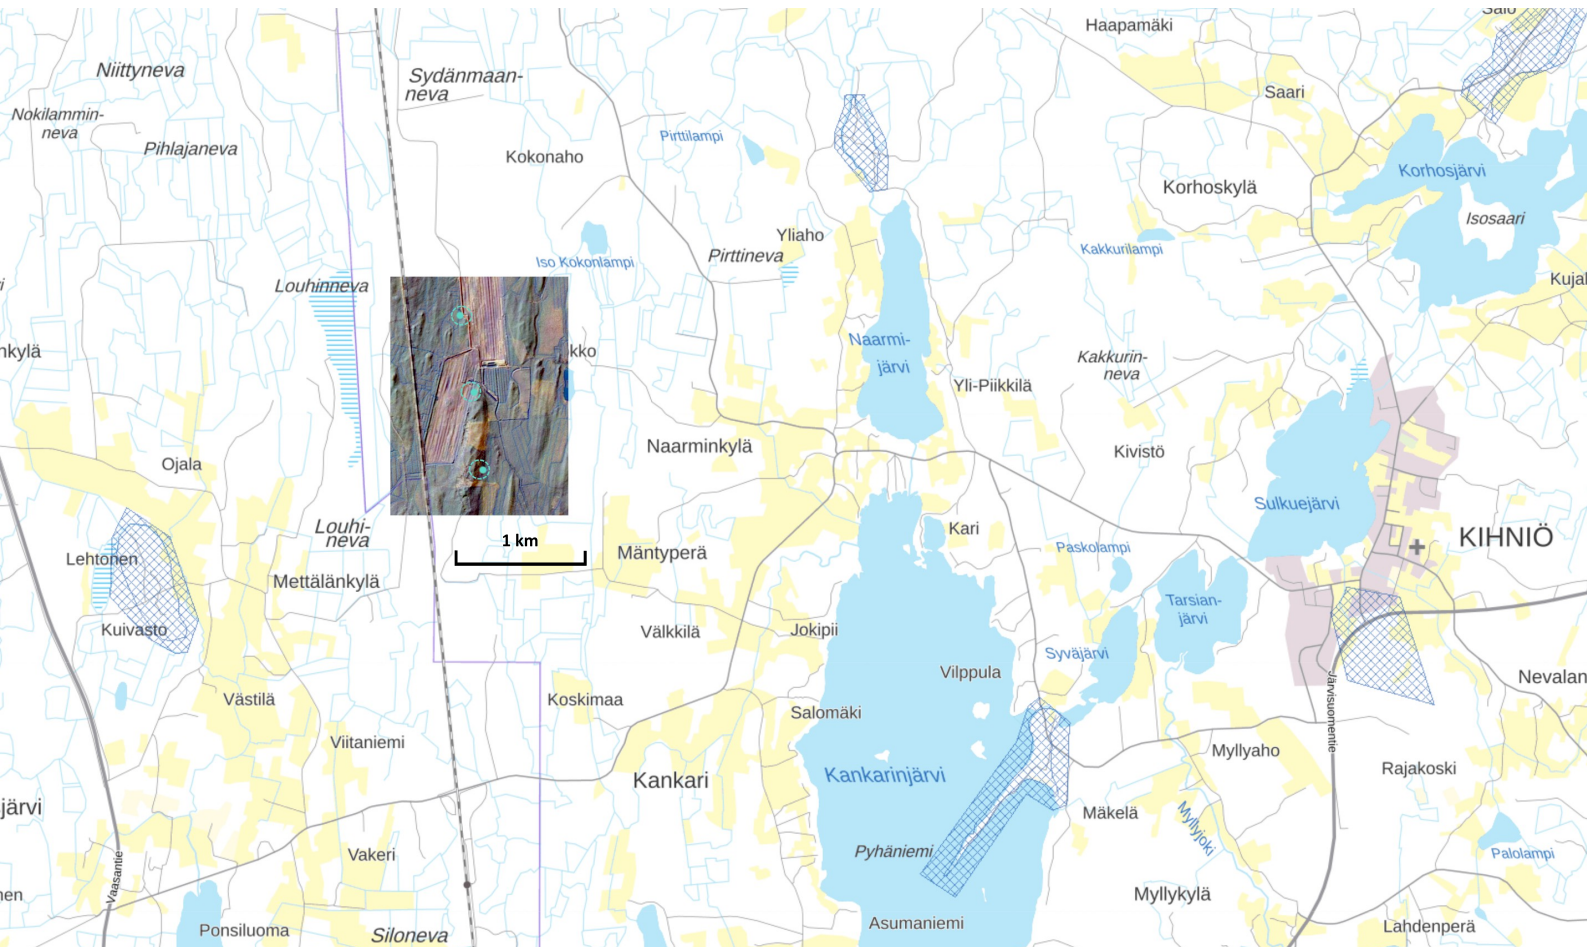 Salo
Haapamäki
Niittyneva
Sydänmaan-
neva
Saari
Nokilammin-
neva
Pirttilampi
Pihlajaneva
Kokonaho
Korhosjärvi
Korhoskylä
Isosaari
Yliaho
Kakkurilampi
Pirttineva
Iso Kokonlampi
Kujal
Louhinneva
Naarmi-
järvi
nkylä
kko
Kakkurin-
neva
Yli-Piikkilä
Naarminkylä
Kivistö
Ojala
Sulkuejärvi
Louhi-
neva
Kari
KIHNIÖ
1 km
Mäntyperä
Paskolampi
Lehtonen
Mettälänkylä
Tarsian-
järvi
Kuivasto
Välkkilä
Jokipii
Syväjärvi
Vilppula
Nevalan
Västilä
Koskimaa
Salomäki
Järvisuomentie
Viitaniemi
Myllyaho
Kankari
Kankarinjärvi
Rajakoski
järvi
Mäkelä
Myllyjoki
Vakeri
Pyhäniemi
Palolampi
Vaasantie
nen
Myllykylä
Asumaniemi
Lahdenperä
Ponsiluoma
Siloneva